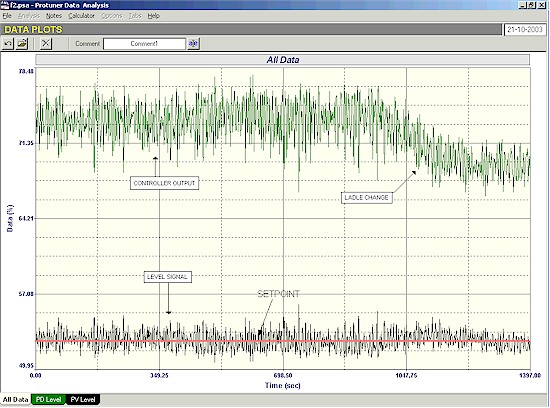 f2.psa - Protuner Data Analysis
File Analysis Notes Calculator Options Tabs Help
DATA PLOTS 21-10-2003
Comment Comment1
All Data
78.48
71.35
64.21
57.08
49.95
Data (%)
CONTROLLER OUTPUT
LADLE CHANGE
LEVEL SIGNAL
SETPOINT
0.00 349.25 698.50 1047.75 1397.00
Time (sec)
All Data PD Level PV Level